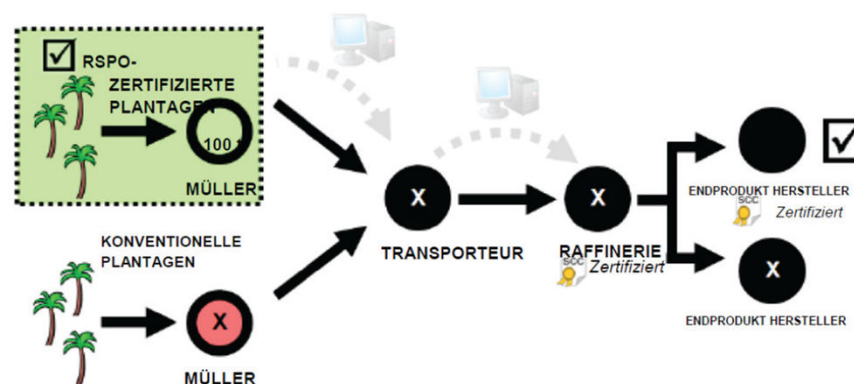 RSPO-
ZERTIFIZIERTE
PLANTAGEN
100 t
MÜLLER
KONVENTIONELLE
PLANTAGEN
X
MÜLLER
X
TRANSPORTEUR
X
RAFFINERIE
SCC
Zertifiziert
ENDPRODUKT HERSTELLER
SCC
Zertifiziert
X
ENDPRODUKT HERSTELLER